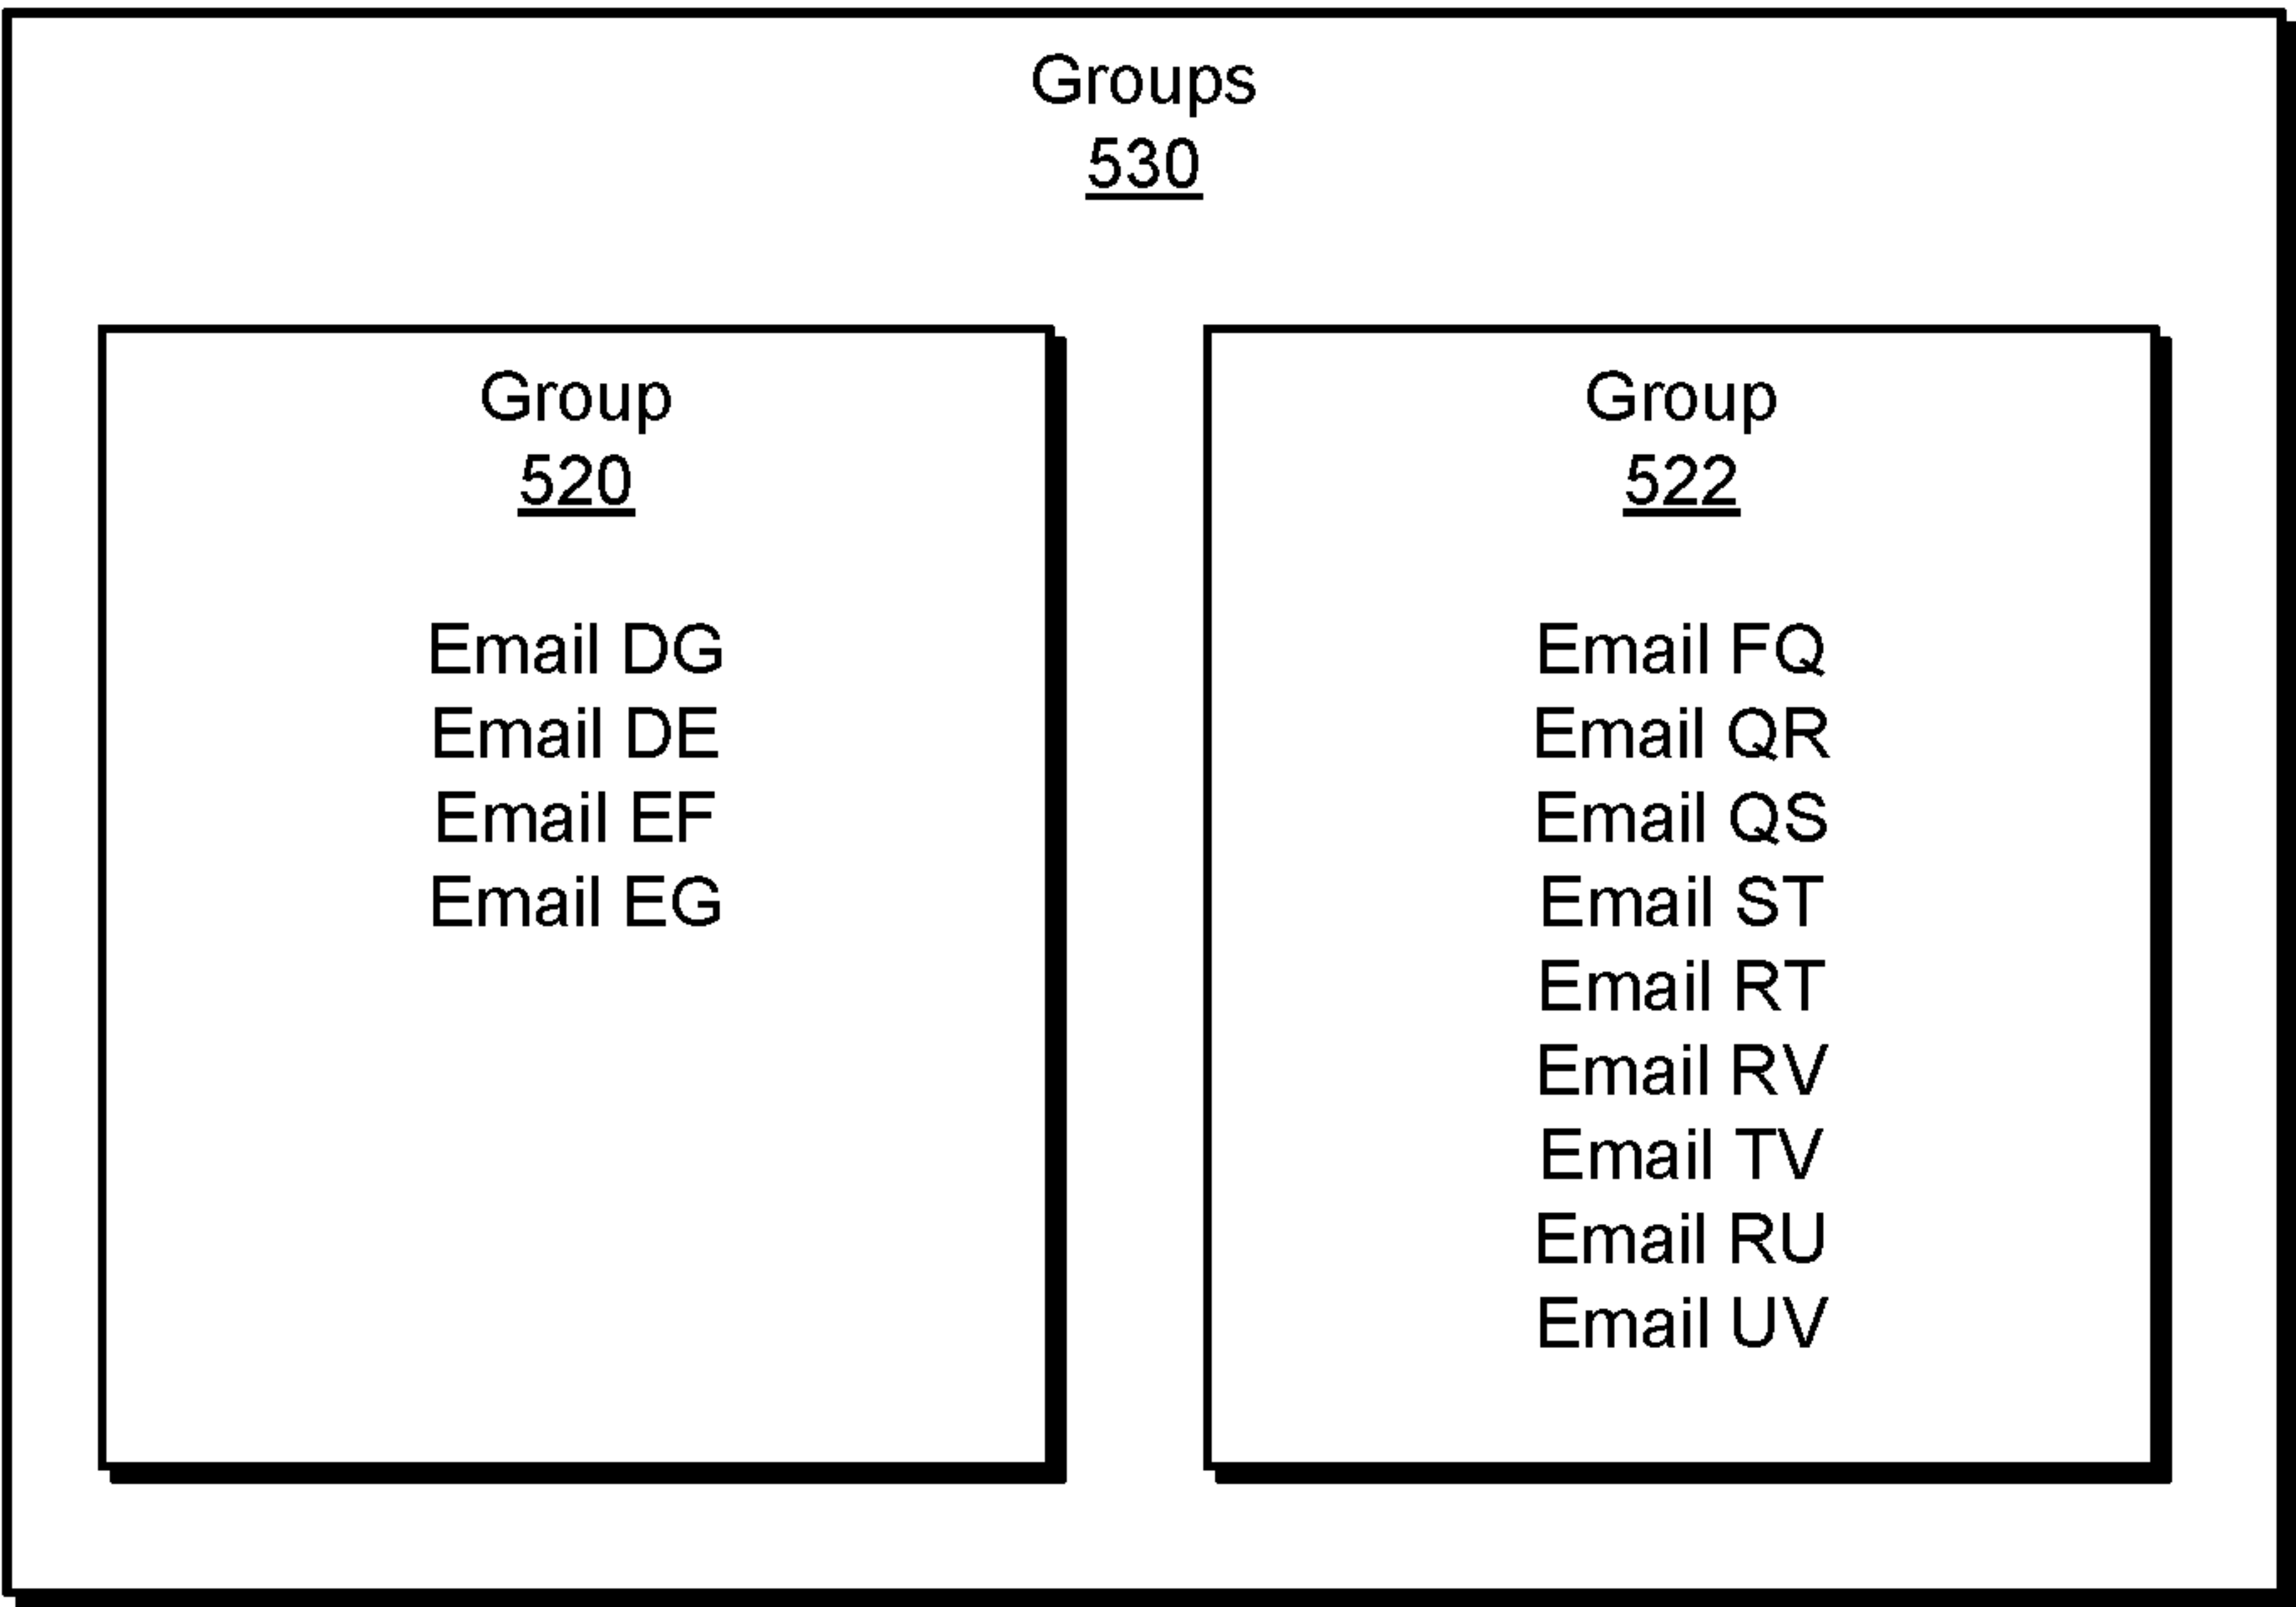 Groups
530
Group
520
Email DG
Email DE
Email EF
Email EG
Group
522
Email FQ
Email QR
Email QS
Email ST
Email RT
Email RV
Email TV
Email RU
Email UV